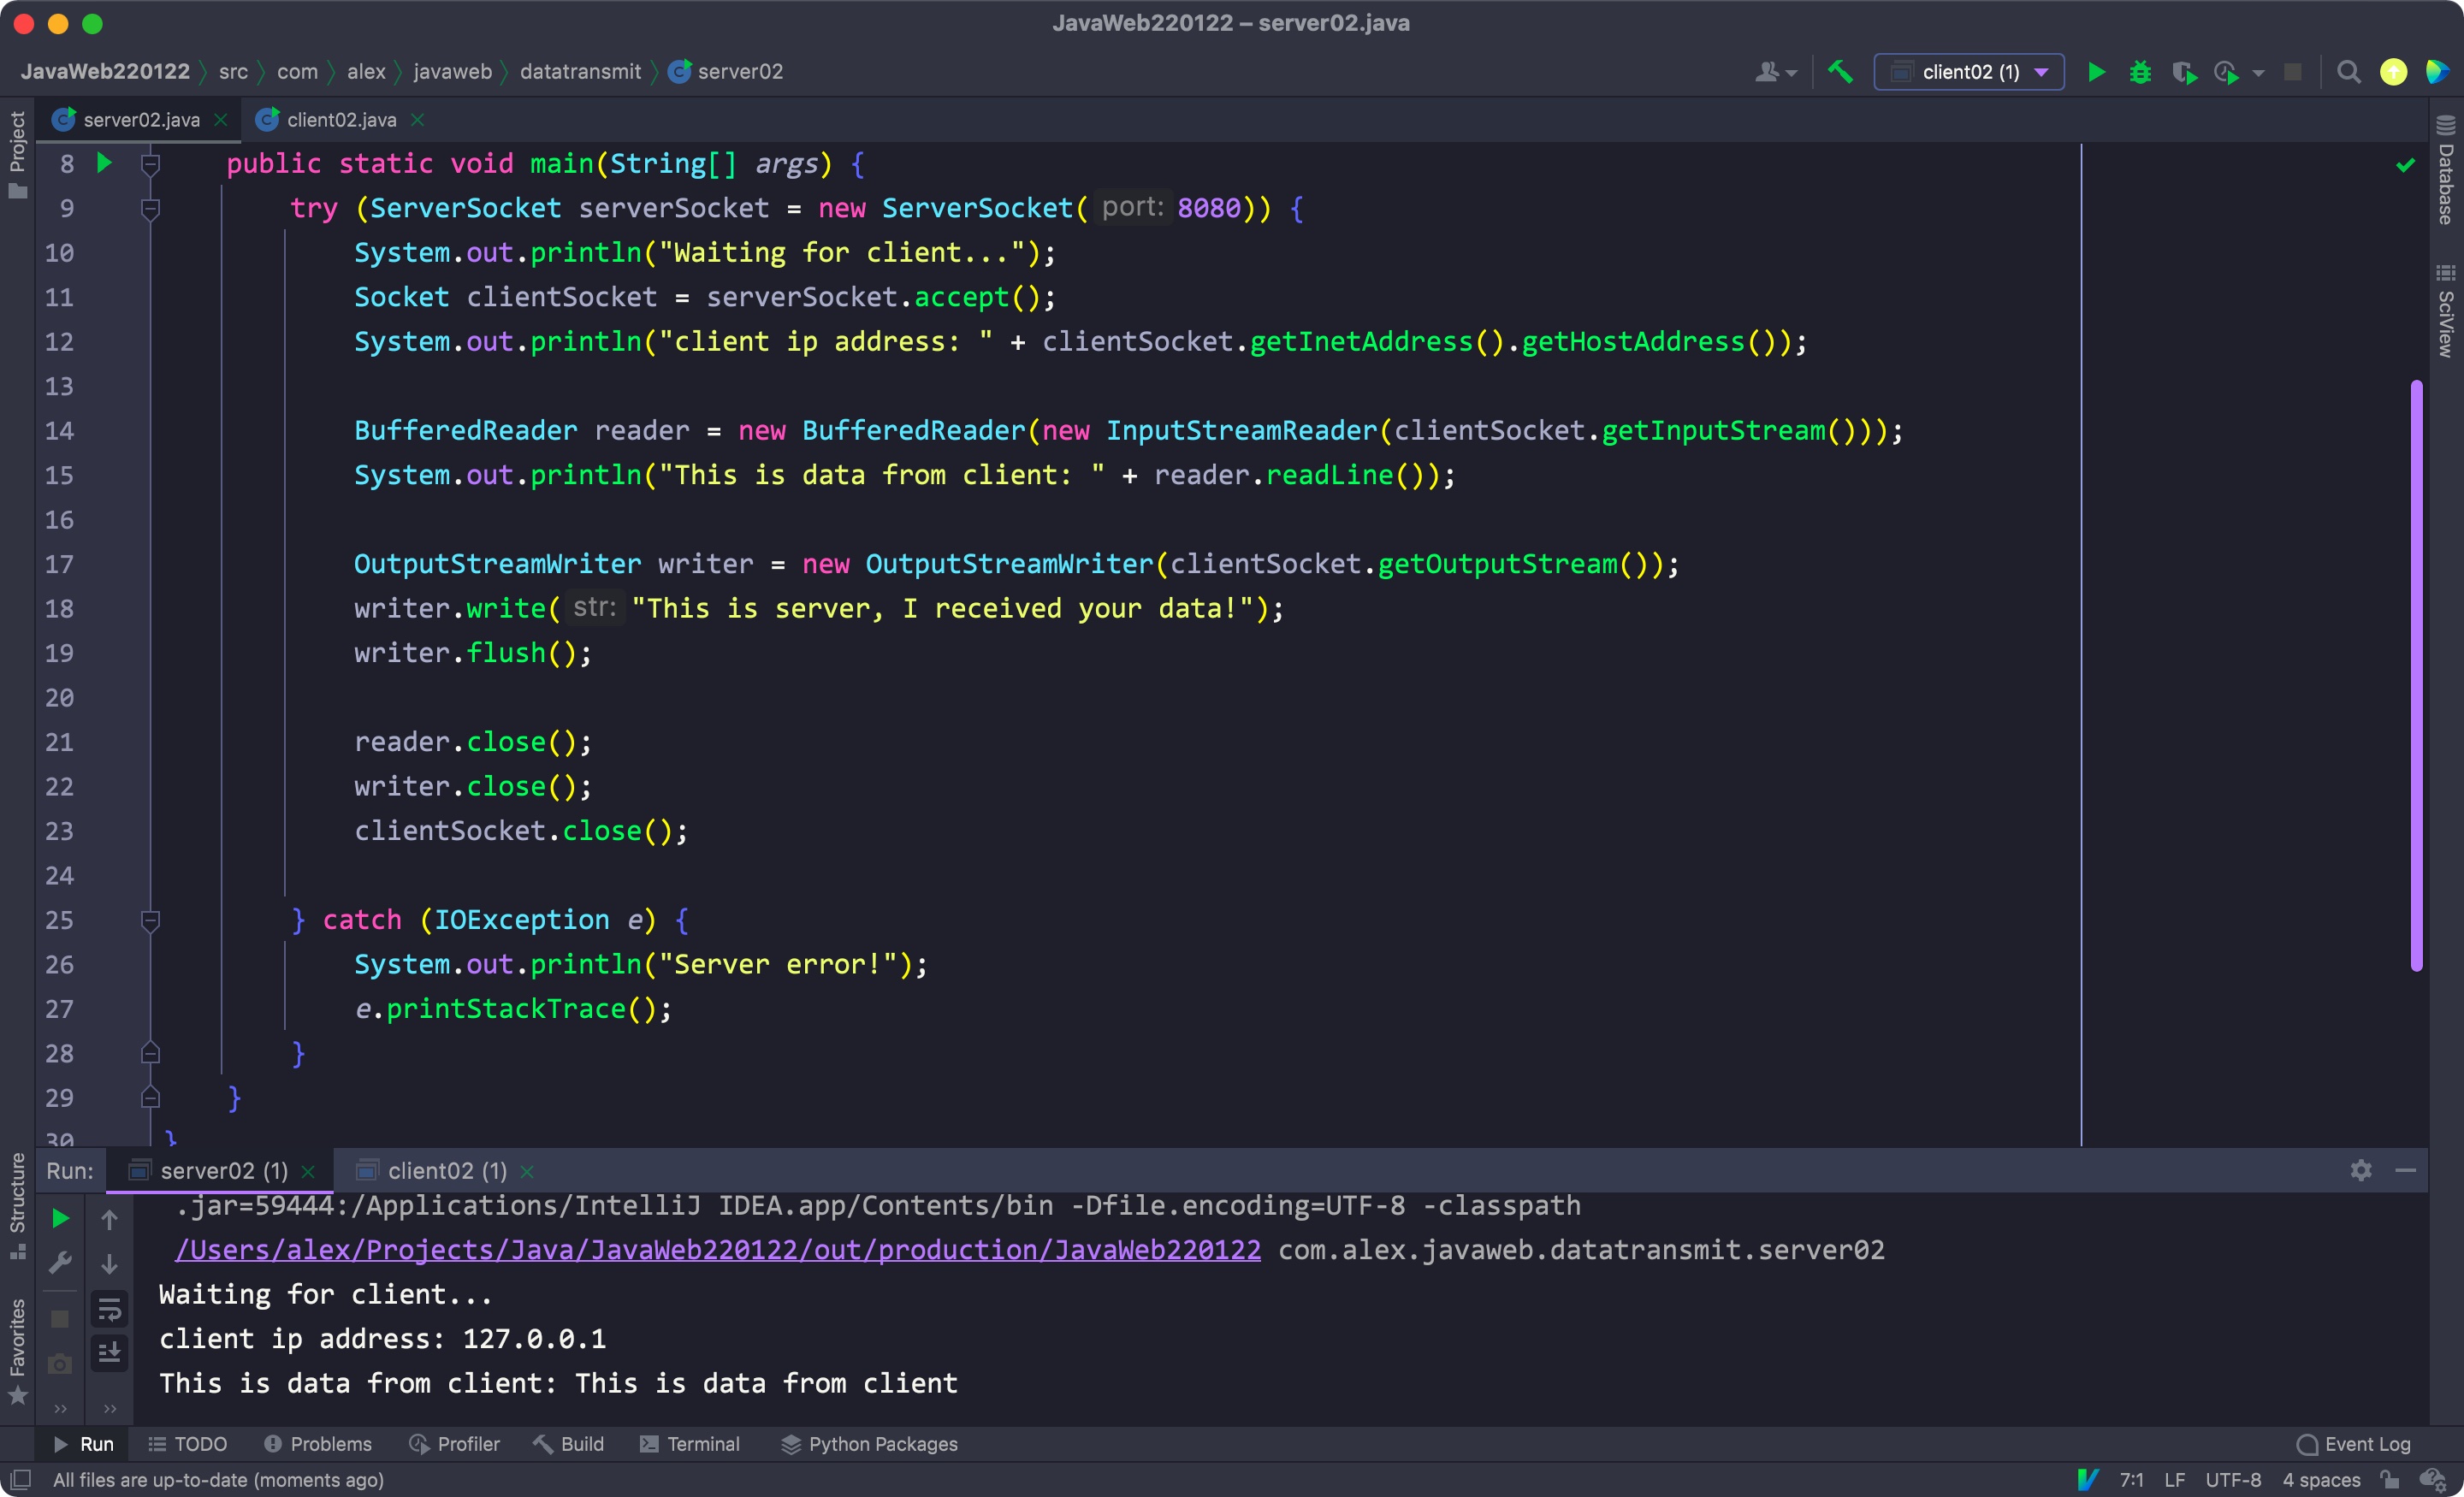 JavaWeb220122 – server02.java
JavaWeb220122 src com alex javaweb datatransmit server02
client02 (1)
server02.java client02.java
Project
Database
SciView
8 public static void main(String[] args) {
9 try (ServerSocket serverSocket = new ServerSocket( port: 8080)) {
10 System.out.println("Waiting for client...");
11 Socket clientSocket = serverSocket.accept();
12 System.out.println("client ip address: " + clientSocket.getInetAddress().getHostAddress());
13
14 BufferedReader reader = new BufferedReader(new InputStreamReader(clientSocket.getInputStream()));
15 System.out.println("This is data from client: " + reader.readLine());
16
17 OutputStreamWriter writer = new OutputStreamWriter(clientSocket.getOutputStream());
18 writer.write( str: "This is server, I received your data!");
19 writer.flush();
20
21 reader.close();
22 writer.close();
23 clientSocket.close();
24
25 } catch (IOException e) {
26 System.out.println("Server error!");
27 e.printStackTrace();
28 }
29 }
30 }
Structure
Favorites
Run: server02 (1) client02 (1)
.jar=59444:/Applications/IntelliJ IDEA.app/Contents/bin -Dfile.encoding=UTF-8 -classpath
/Users/alex/Projects/Java/JavaWeb220122/out/production/JavaWeb220122 com.alex.javaweb.datatransmit.server02
Waiting for client...
client ip address: 127.0.0.1
This is data from client: This is data from client
Run TODO Problems Profiler Build Terminal Python Packages Event Log
All files are up-to-date (moments ago) 7:1 LF UTF-8 4 spaces